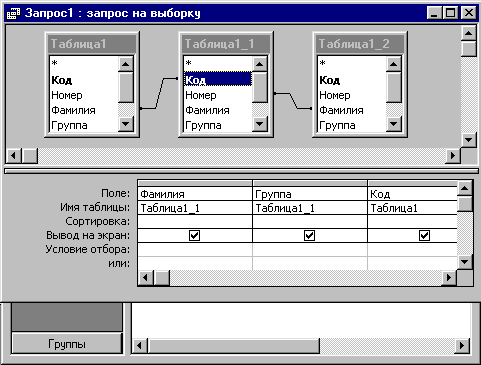 Запрос1 : запрос на выборку
Таблица1 Таблица1_1 Таблица1_2
* * *
Код Код Код
Номер Номер Номер
Фамилия Фамилия Фамилия
Группа Группа Группа
Поле: Фамилия Группа Код
Имя таблицы: Таблица1_1 Таблица1_1 Таблица1
Сортировка:
Вывод на экран:
Условие отбора:
или:
Группы